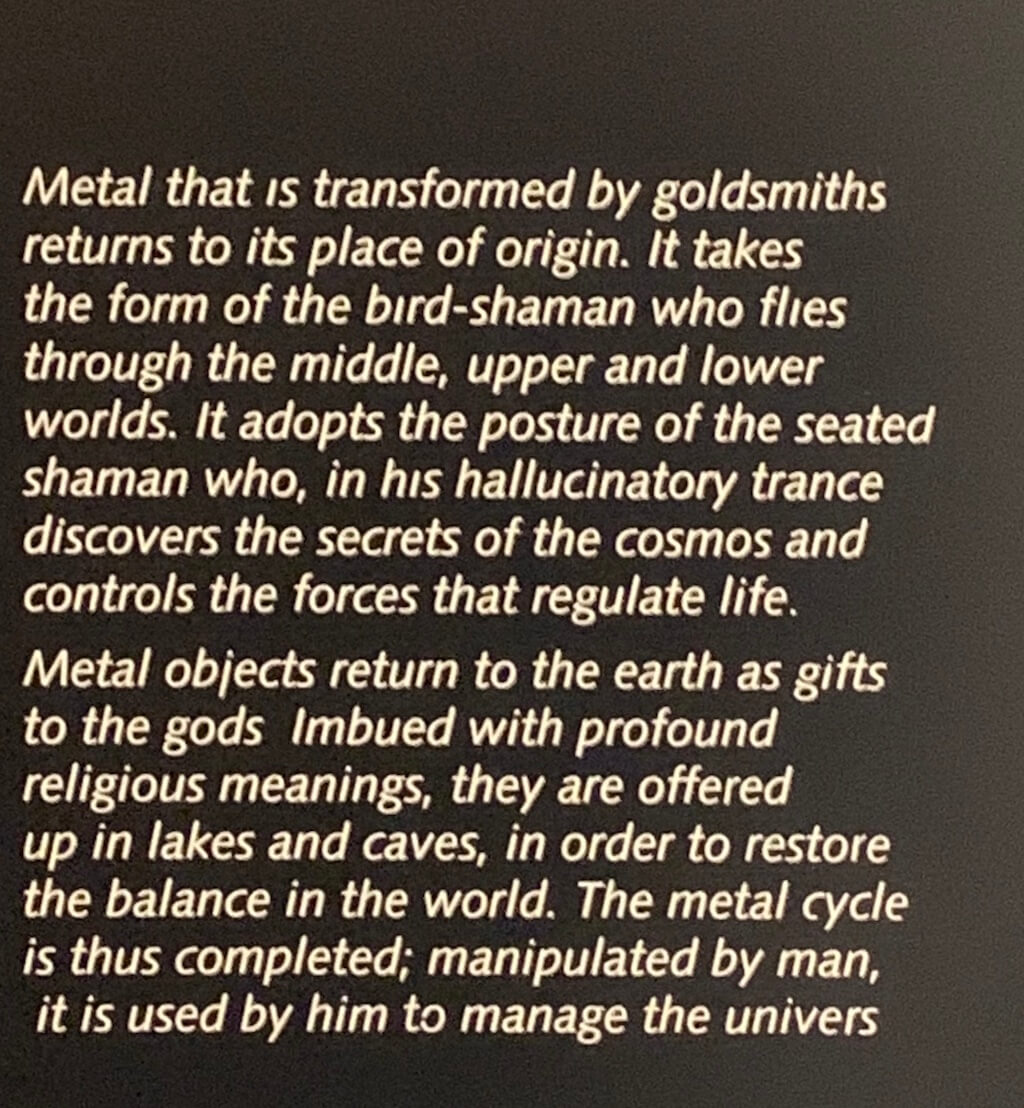 Metal that is transformed by goldsmiths
returns to its place of origin. It takes
the form of the bird-shaman who flies
through the middle, upper and lower
worlds. It adopts the posture of the seated
shaman who, in his hallucinatory trance
discovers the secrets of the cosmos and
controls the forces that regulate life.
Metal objects return to the earth as gifts
to the gods Imbued with profound
religious meanings, they are offered
up in lakes and caves, in order to restore
the balance in the world. The metal cycle
is thus completed; manipulated by man,
it is used by him to manage the univers